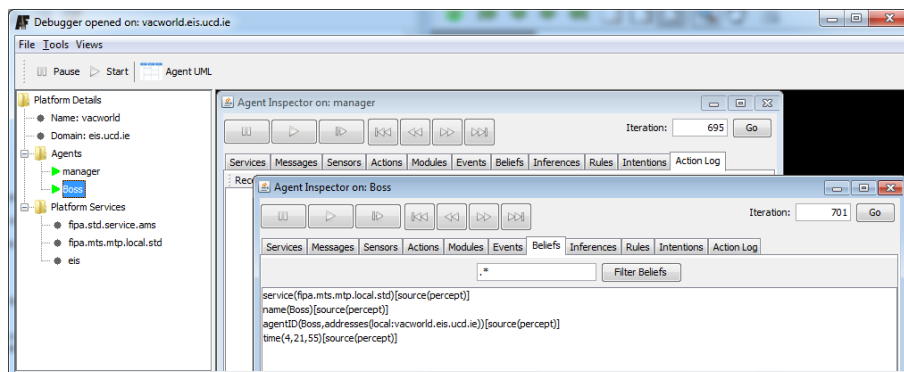 AF Debugger opened on: vacworld.eis.ucd.ie
File Tools Views
Pause Start Agent UML
Platform Details
Name: vacworld
Domain: eis.ucd.ie
Agents
manager
Boss
Platform Services
fipa.std.service.ams
fipa.mts.mtp.local.std
eis
Agent Inspector on: manager
Iteration: 695 Go
Services Messages Sensors Actions Modules Events Beliefs Inferences Rules Intentions Action Log
Agent Inspector on: Boss
Iteration: 701 Go
Services Messages Sensors Actions Modules Events Beliefs Inferences Rules Intentions Action Log
.* Filter Beliefs
service(fipa.mts.mtp.local.std)[source(percept)]
name(Boss)[source(percept)]
agentID(Boss,addresses(local:vacworld.eis.ucd.ie))[source(percept)]
time(4,21,55)[source(percept)]